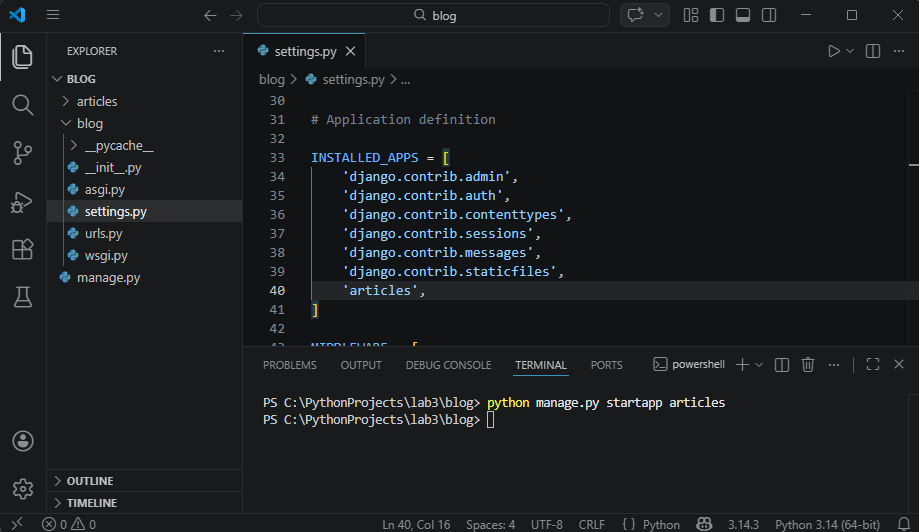 blog
EXPLORER
BLOG
articles
blog
__pycache__
__init__.py
asgi.py
settings.py
urls.py
wsgi.py
manage.py
OUTLINE
TIMELINE
settings.py
blog > settings.py > ...
30
31 # Application definition
32
33 INSTALLED_APPS = [
34     'django.contrib.admin',
35     'django.contrib.auth',
36     'django.contrib.contenttypes',
37     'django.contrib.sessions',
38     'django.contrib.messages',
39     'django.contrib.staticfiles',
40     'articles',
41 ]
42
43 MIDDLEWARE = [
PROBLEMS OUTPUT DEBUG CONSOLE TERMINAL PORTS powershell
PS C:\PythonProjects\lab3\blog> python manage.py startapp articles
PS C:\PythonProjects\lab3\blog>
0 0 Ln 40, Col 16 Spaces: 4 UTF-8 CRLF { } Python 3.14.3 Python 3.14 (64-bit)